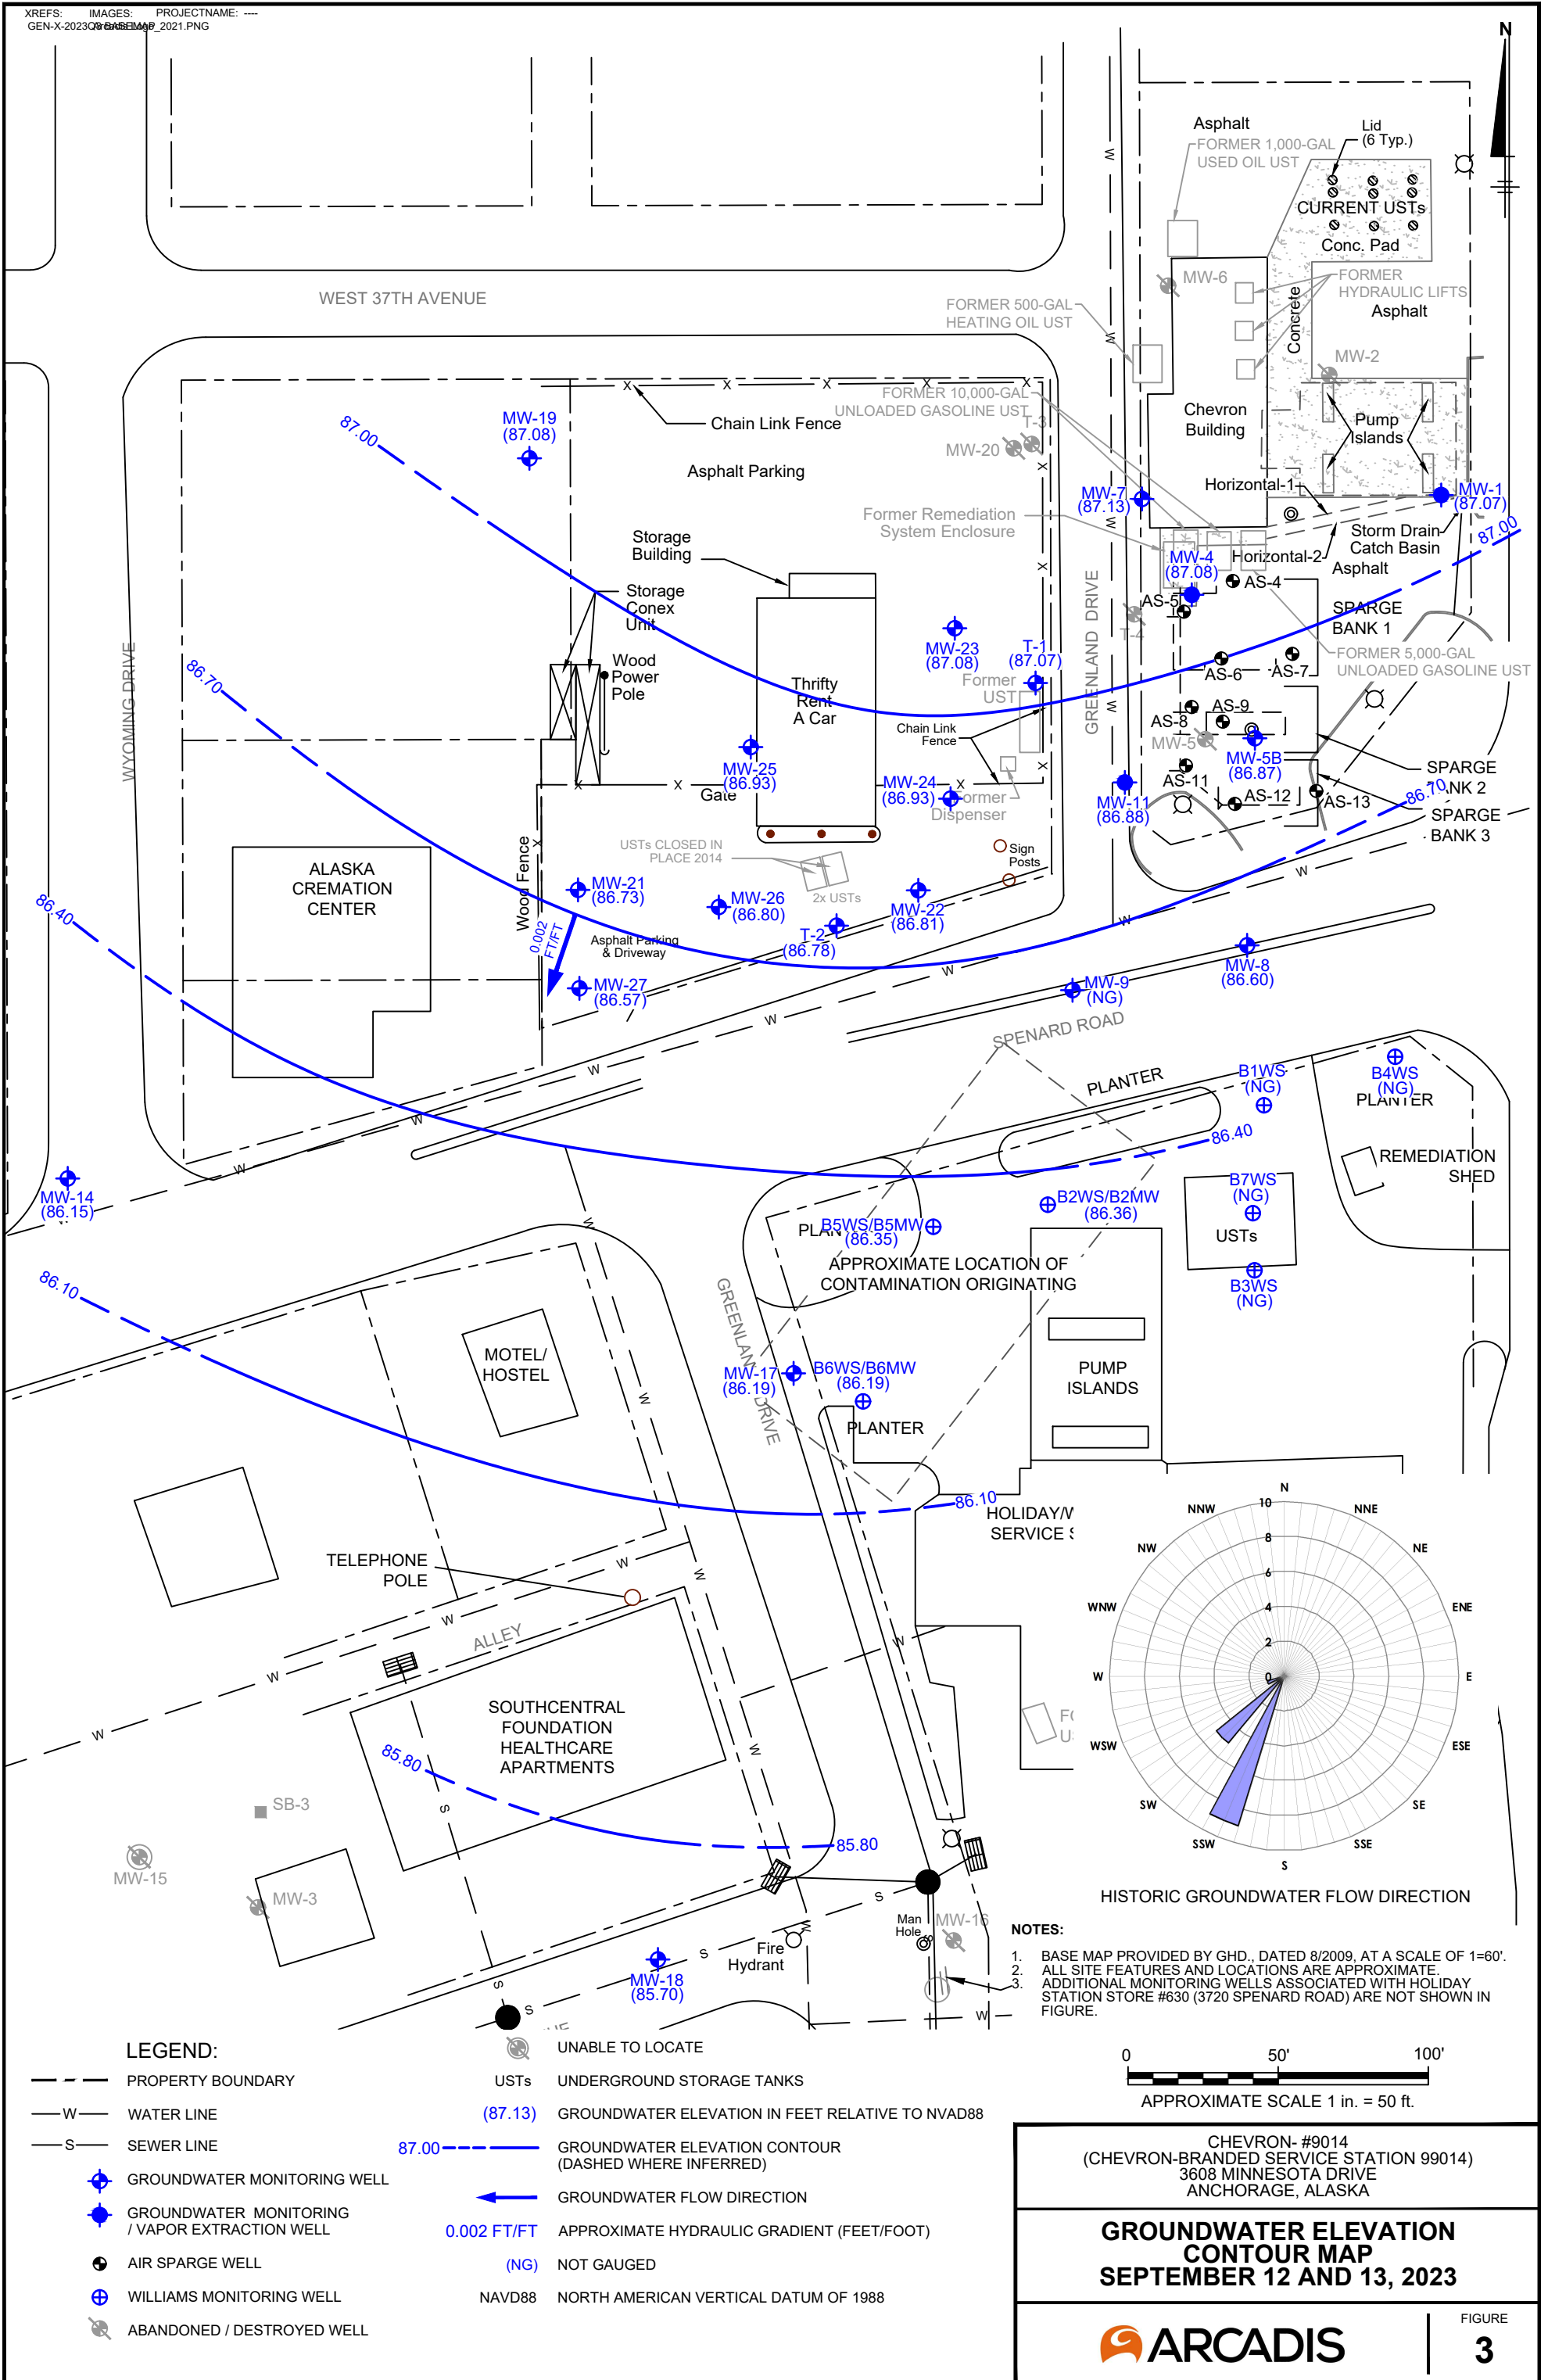 XREFS: IMAGES: PROJECTNAME: ----
GEN-X-2023Q3 BASEMAP_2021.PNG
N
Asphalt
Lid
(6 Typ.)
FORMER 1,000-GAL
USED OIL UST
CURRENT USTs
Conc. Pad
WEST 37TH AVENUE
MW-6
FORMER
HYDRAULIC LIFTS
Asphalt
Concrete
FORMER 500-GAL
HEATING OIL UST
MW-2
FORMER 10,000-GAL
UNLOADED GASOLINE UST
T-3
MW-20
Chevron
Building
Pump
Islands
87.00
MW-19
(87.08)
Chain Link Fence
Asphalt Parking
MW-7
(87.13)
Horizontal-1
MW-1
(87.07)
Former Remediation
System Enclosure
Storm Drain
Catch Basin
87.00
Horizontal-2
Asphalt
MW-4
(87.08)
Storage
Building
Storage
Conex
Unit
AS-4
AS-5
T-4
GREENLAND DRIVE
SPARGE
BANK 1
MW-23
(87.08)
T-1
(87.07)
FORMER 5,000-GAL
UNLOADED GASOLINE UST
WYOMING DRIVE
86.70
Wood
Power
Pole
AS-6
AS-7
Former
UST
Thrifty
Rent
A Car
AS-9
AS-8
Chain Link
Fence
MW-5
MW-5B
(86.87)
MW-25
(86.93)
Gate
MW-24
(86.93)
Former
Dispenser
AS-11
AS-12
AS-13
MW-11
(86.88)
SPARGE
BANK 2
86.70
SPARGE
BANK 3
USTs CLOSED IN
PLACE 2014
2x USTs
Sign
Posts
ALASKA
CREMATION
CENTER
Wood Fence
MW-21
(86.73)
MW-26
(86.80)
MW-22
(86.81)
T-2
(86.78)
86.40
0.002
FT/FT
Asphalt Parking
& Driveway
MW-27
(86.57)
MW-8
(86.60)
MW-9
(NG)
SPENARD ROAD
PLANTER
B1WS
(NG)
B4WS
(NG)
PLANTER
86.40
REMEDIATION
SHED
MW-14
(86.15)
B7WS
(NG)
USTs
B2WS/B2MW
(86.36)
B5WS/B5MW
(86.35)
PLAN
APPROXIMATE LOCATION OF
CONTAMINATION ORIGINATING
B3WS
(NG)
86.10
GREENLAND DRIVE
MOTEL/
HOSTEL
MW-17
(86.19)
B6WS/B6MW
(86.19)
PLANTER
PUMP
ISLANDS
86.10
HOLIDAY/W
SERVICE S
TELEPHONE
POLE
ALLEY
SOUTHCENTRAL
FOUNDATION
HEALTHCARE
APARTMENTS
85.80
85.80
SB-3
MW-15
MW-3
N
NNE
NE
ENE
E
ESE
SE
SSE
S
SSW
SW
WSW
W
WNW
NW
NNW
10
8
6
4
2
0
HISTORIC GROUNDWATER FLOW DIRECTION
Man
Hole
MW-16
Fire
Hydrant
MW-18
(85.70)
NOTES:
1. BASE MAP PROVIDED BY GHD., DATED 8/2009, AT A SCALE OF 1=60'.
2. ALL SITE FEATURES AND LOCATIONS ARE APPROXIMATE.
3. ADDITIONAL MONITORING WELLS ASSOCIATED WITH HOLIDAY
STATION STORE #630 (3720 SPENARD ROAD) ARE NOT SHOWN IN
FIGURE.
LEGEND:
PROPERTY BOUNDARY
W WATER LINE
S SEWER LINE
GROUNDWATER MONITORING WELL
GROUNDWATER MONITORING
/ VAPOR EXTRACTION WELL
AIR SPARGE WELL
WILLIAMS MONITORING WELL
ABANDONED / DESTROYED WELL
UNABLE TO LOCATE
USTs UNDERGROUND STORAGE TANKS
(87.13) GROUNDWATER ELEVATION IN FEET RELATIVE TO NVAD88
87.00 GROUNDWATER ELEVATION CONTOUR
(DASHED WHERE INFERRED)
GROUNDWATER FLOW DIRECTION
0.002 FT/FT APPROXIMATE HYDRAULIC GRADIENT (FEET/FOOT)
(NG) NOT GAUGED
NAVD88 NORTH AMERICAN VERTICAL DATUM OF 1988
0 50' 100'
APPROXIMATE SCALE 1 in. = 50 ft.
CHEVRON- #9014
(CHEVRON-BRANDED SERVICE STATION 99014)
3608 MINNESOTA DRIVE
ANCHORAGE, ALASKA
GROUNDWATER ELEVATION
CONTOUR MAP
SEPTEMBER 12 AND 13, 2023
ARCADIS
FIGURE
3